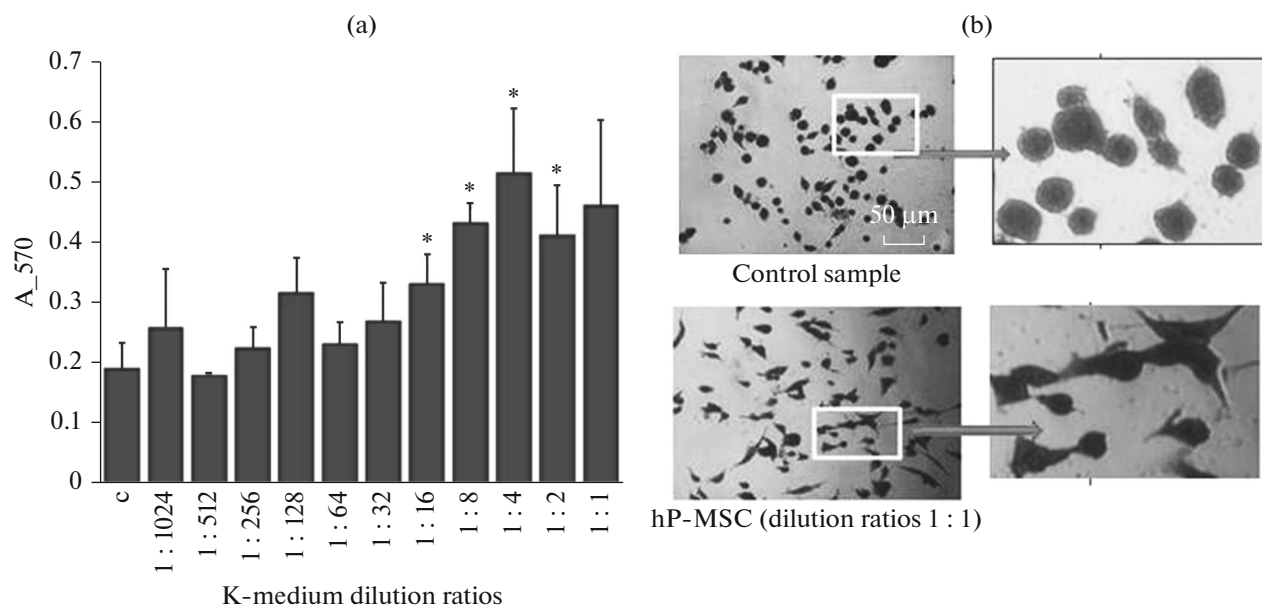 (a)
0.7
0.6
0.5
0.4
0.3
0.2
0.1
0
A_570
*
*
*
*
c
1 : 1024
1 : 512
1 : 256
1 : 128
1 : 64
1 : 32
1 : 16
1 : 8
1 : 4
1 : 2
1 : 1
K-medium dilution ratios
(b)
50 µm
Control sample
hP-MSC (dilution ratios 1 : 1)